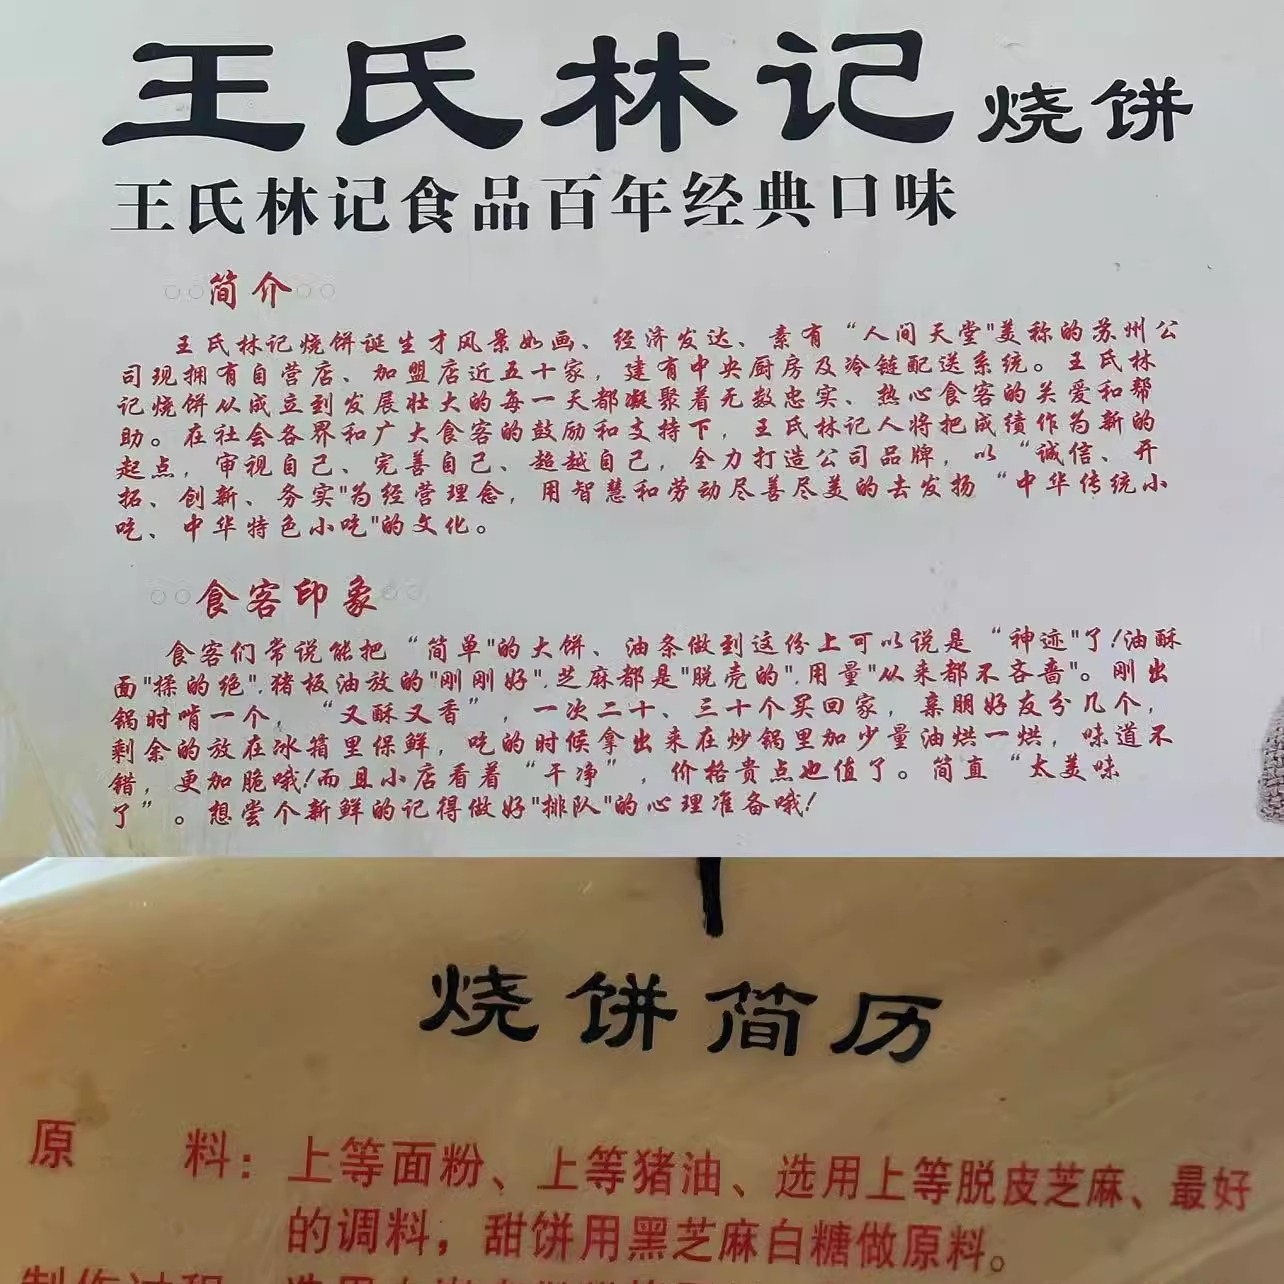 王氏林记烧饼
王氏林记食品百年经典口味
简介
王氏林记烧饼诞生才风景如画、经济发达、素有“人间天堂"美称的苏州公
司现拥有自营店、加盟店近五十家，建有中央厨房及冷链配送系统。王氏林
记烧饼从成立到发展壮大的每一天都凝聚着无数忠实、热心食客的关爱和帮
助。在社会各界和广大食客的鼓励和支持下，王氏林记人将把成绩作为新的
起点，审视自己、完善自己、超越自己，全力打造公司品牌，以“诚信、开
拓、创新、务实"为经营理念，用智慧和劳动尽善尽美的去发扬“中华传统小
吃、中华特色小吃"的文化。
食客印象
食客们常说能把“简单"的大饼、油条做到这份上可以说是“神迹"了!油酥
面"揉的绝".猪板油放的"刚刚好".芝麻都是"脱壳的".用量"从来都不吝啬"。刚出
锅时啃一个，“又酥又香”，一次二十、三十个买回家，亲朋好友分几个，
剩余的放在冰箱里保鲜，吃的时候拿出来在炒锅里加少量油烘一烘，味道不
错，更加脆哦!而且小店看着“干净”，价格贵点也值了。简直“太美味
了”。想尝个新鲜的记得做好"排队"的心理准备哦!
烧饼简历
原 料：上等面粉、上等猪油、选用上等脱皮芝麻、最好
的调料，甜饼用黑芝麻白糖做原料。
制作过程